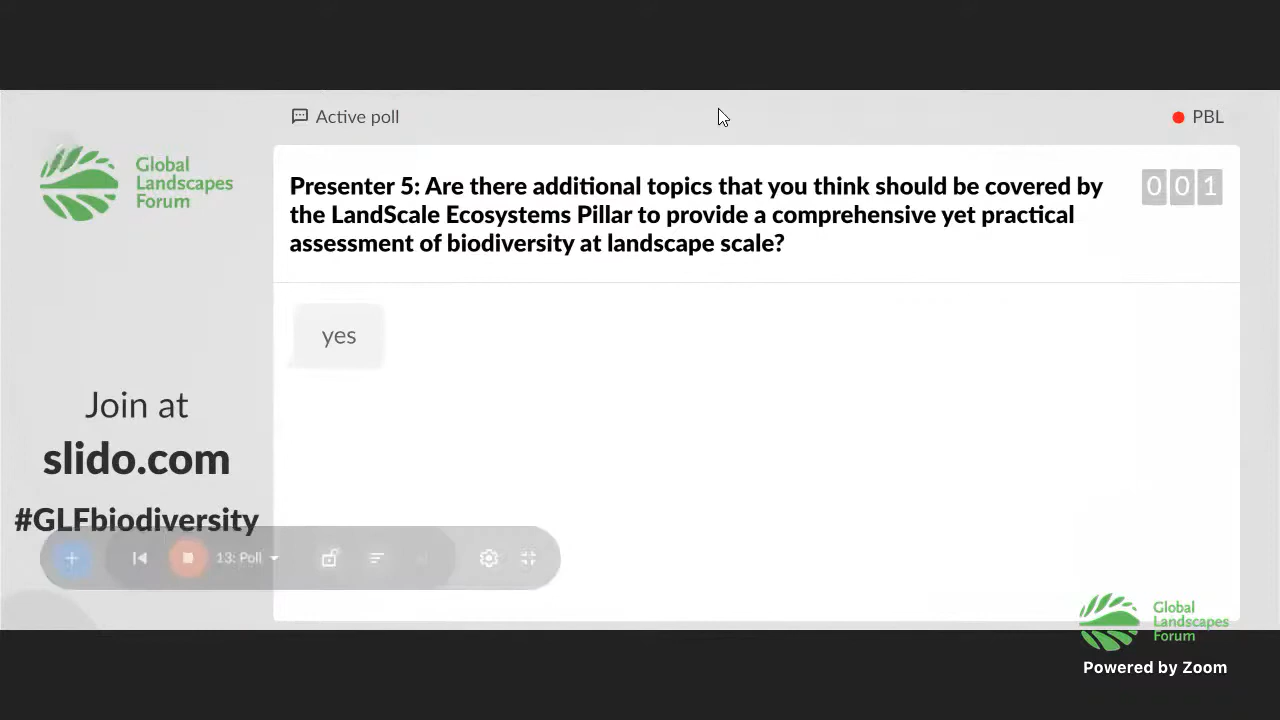 Active poll
PBL
Global
Landscapes
Forum
Presenter 5: Are there additional topics that you think should be covered by
the LandScale Ecosystems Pillar to provide a comprehensive yet practical
assessment of biodiversity at landscape scale?
001
yes
Join at
slido.com
#GLFbiodiversity
13: Poll
Global
Landscapes
Forum
Powered by Zoom